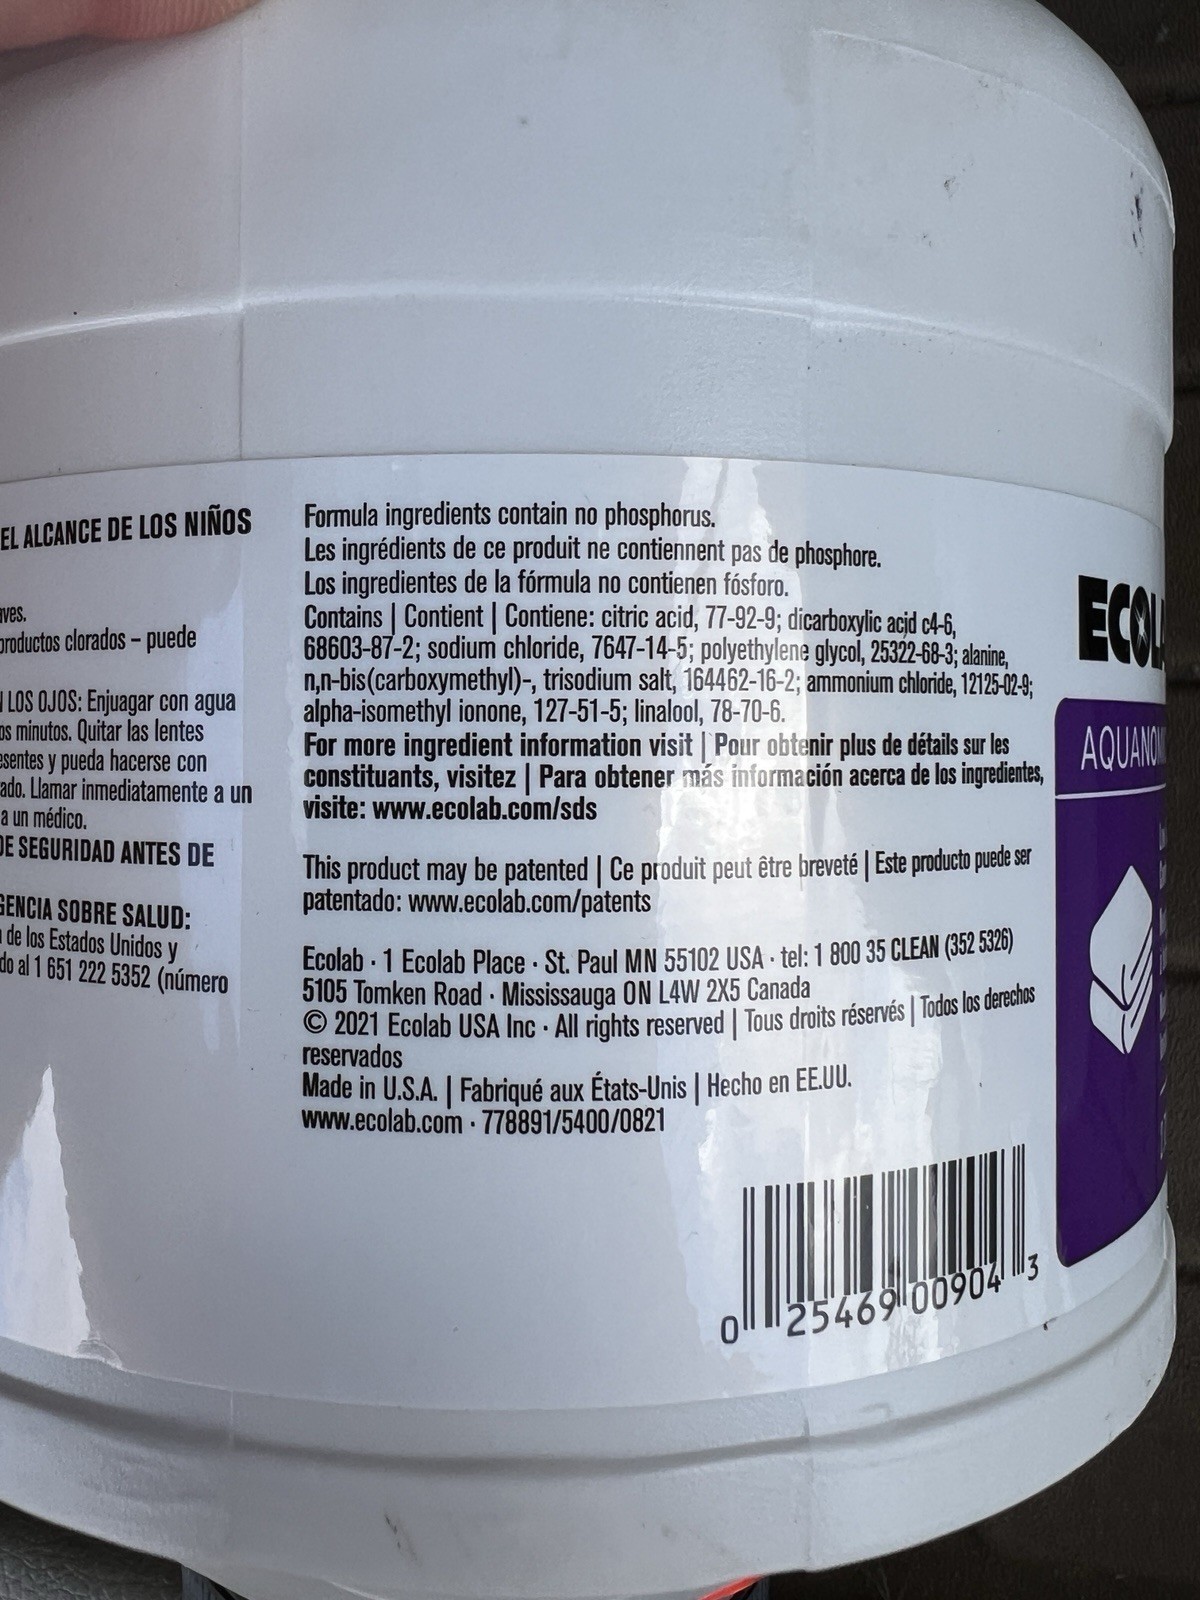 EL ALCANCE DE LOS NIÑOS
productos clorados – puede
LOS OJOS: Enjuagar con agua
minutos. Quitar las lentes
y pueda hacerse con
Llamar inmediatamente a un
a un médico.
DE SEGURIDAD ANTES DE
SOBRE SALUD:
de los Estados Unidos y
al 1 651 222 5352 (número
Formula ingredients contain no phosphorus.
Les ingrédients de ce produit ne contiennent pas de phosphore.
Los ingredientes de la fórmula no contienen fósforo.
Contains | Contient | Contiene: citric acid, 77-92-9; dicarboxylic acid c4-6,
68603-87-2; sodium chloride, 7647-14-5; polyethylene glycol, 25322-68-3; alanine,
n,n-bis(carboxymethyl)-, trisodium salt, 164462-16-2; ammonium chloride, 12125-02-9;
alpha-isomethyl ionone, 127-51-5; linalool, 78-70-6.
For more ingredient information visit | Pour obtenir plus de détails sur les
constituants, visitez | Para obtener más información acerca de los ingredientes,
visite: www.ecolab.com/sds
This product may be patented | Ce produit peut être breveté | Este producto puede ser
patentado: www.ecolab.com/patents
Ecolab · 1 Ecolab Place · St. Paul MN 55102 USA · tel: 1 800 35 CLEAN (352 5326)
5105 Tomken Road · Mississauga ON L4W 2X5 Canada
© 2021 Ecolab USA Inc · All rights reserved | Tous droits réservés | Todos los derechos
reservados
Made in U.S.A. | Fabriqué aux États-Unis | Hecho en EE.UU.
www.ecolab.com · 778891/5400/0821
0 25469 00904 3
ECOLA
AQUANOM